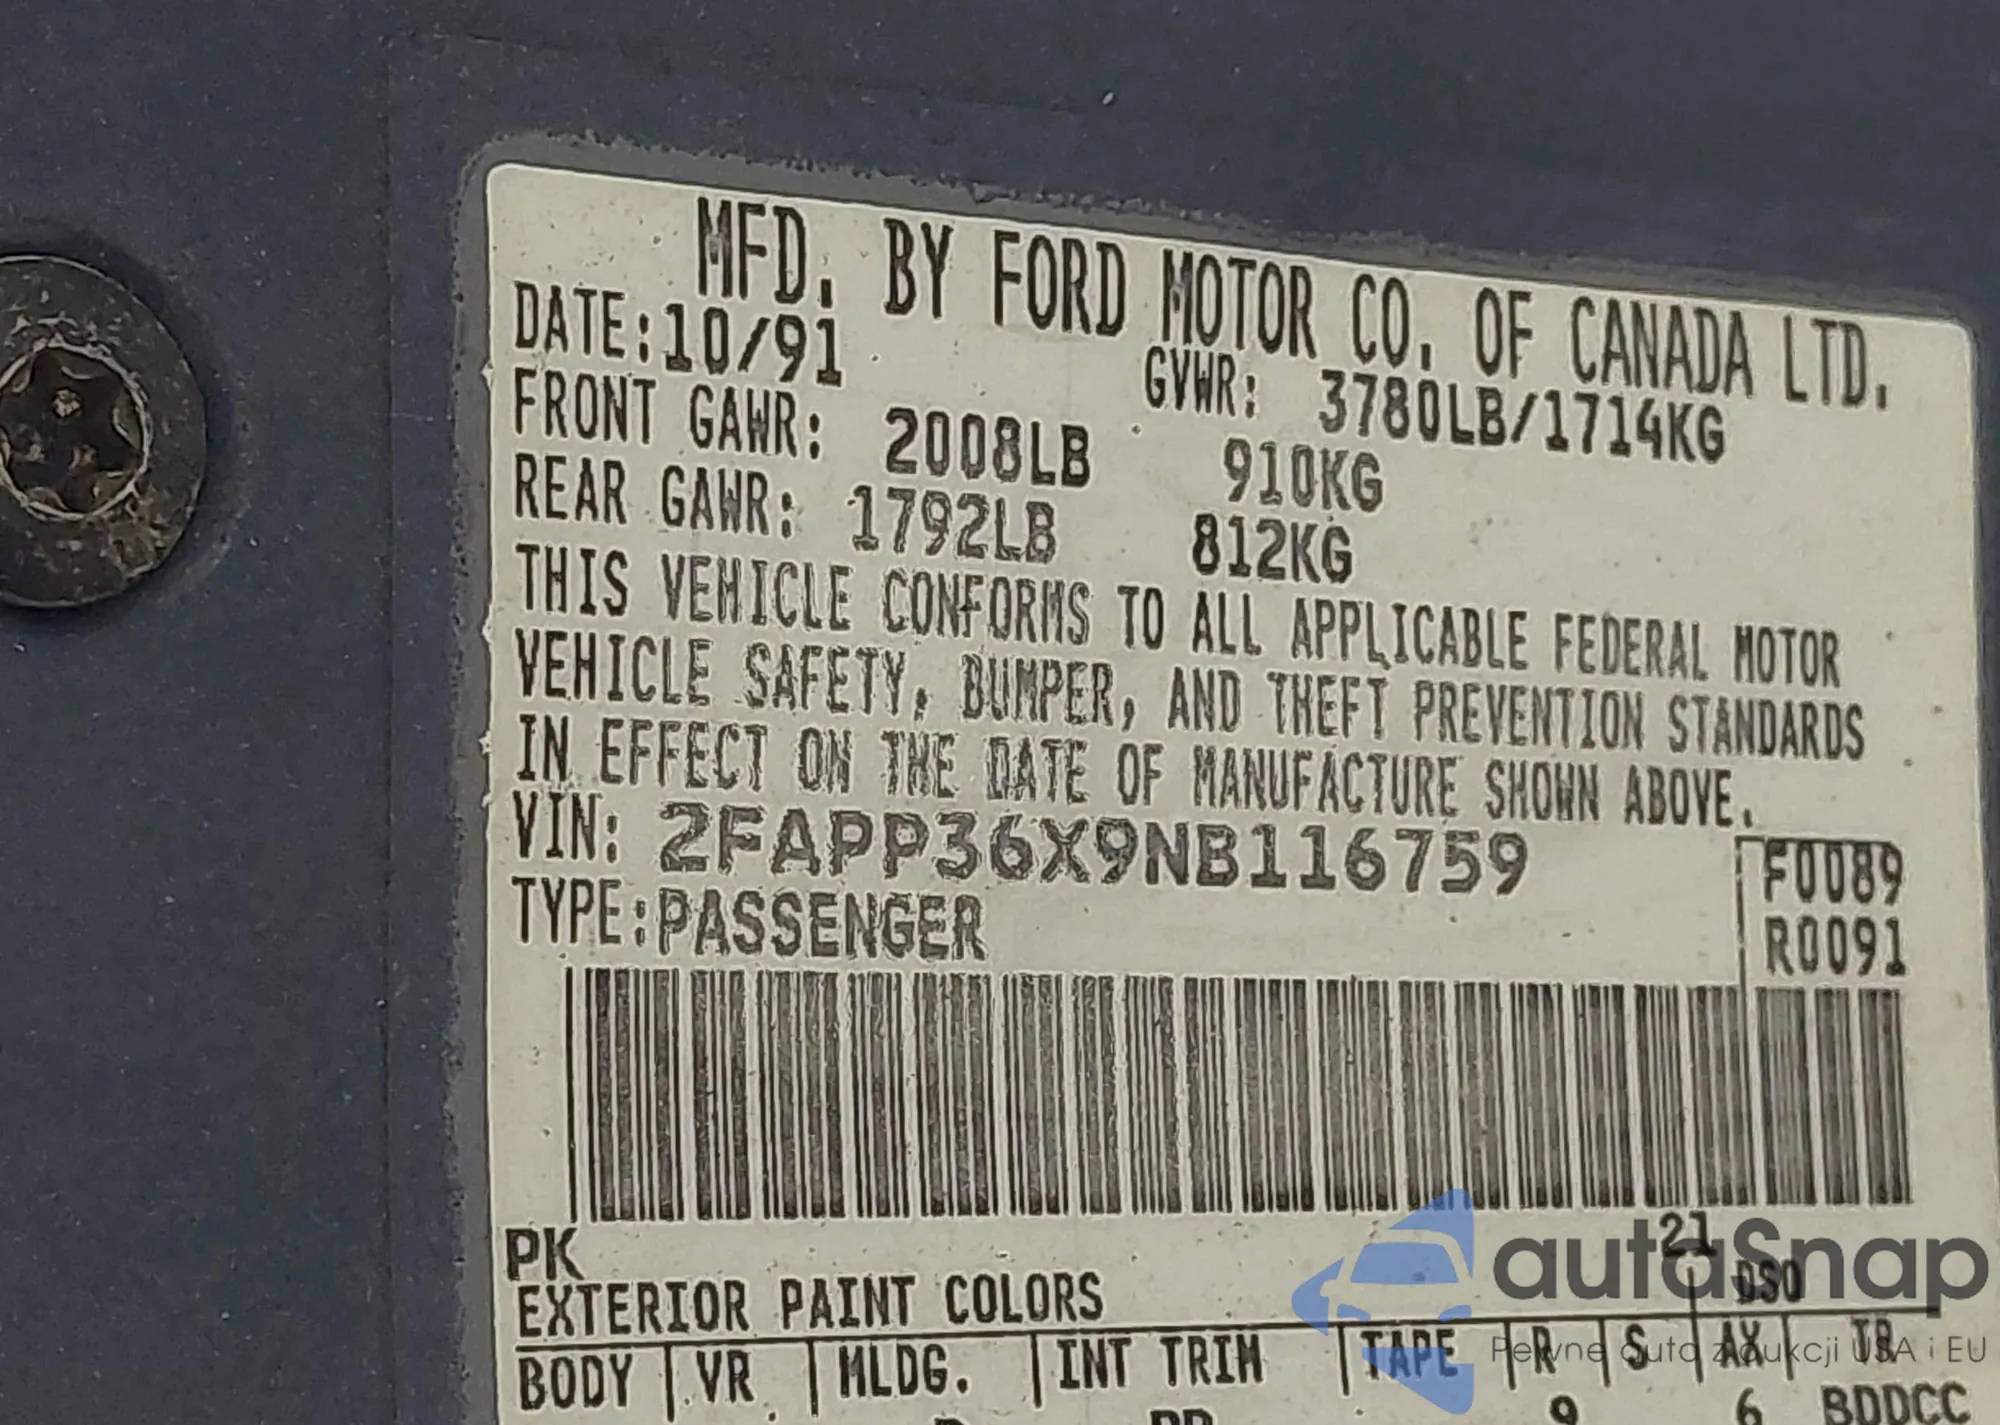 MFD. BY FORD MOTOR CO. OF CANADA LTD.
DATE:10/91 GVWR: 3780LB/1714KG
FRONT GAWR: 2008LB 910KG
REAR GAWR: 1792LB 812KG
THIS VEHICLE CONFORMS TO ALL APPLICABLE FEDERAL MOTOR
VEHICLE SAFETY, BUMPER, AND THEFT PREVENTION STANDARDS
IN EFFECT ON THE DATE OF MANUFACTURE SHOWN ABOVE.
VIN: 2FAPP36X9NB116759
F0089
TYPE:PASSENGER
R0091
PK 21
EXTERIOR PAINT COLORS DSO
BODY VR MLDG. INT TRIM TAPE R S AX TR
9 6 BDDCC
autaSnap
Pewne auta z aukcji USA i EU